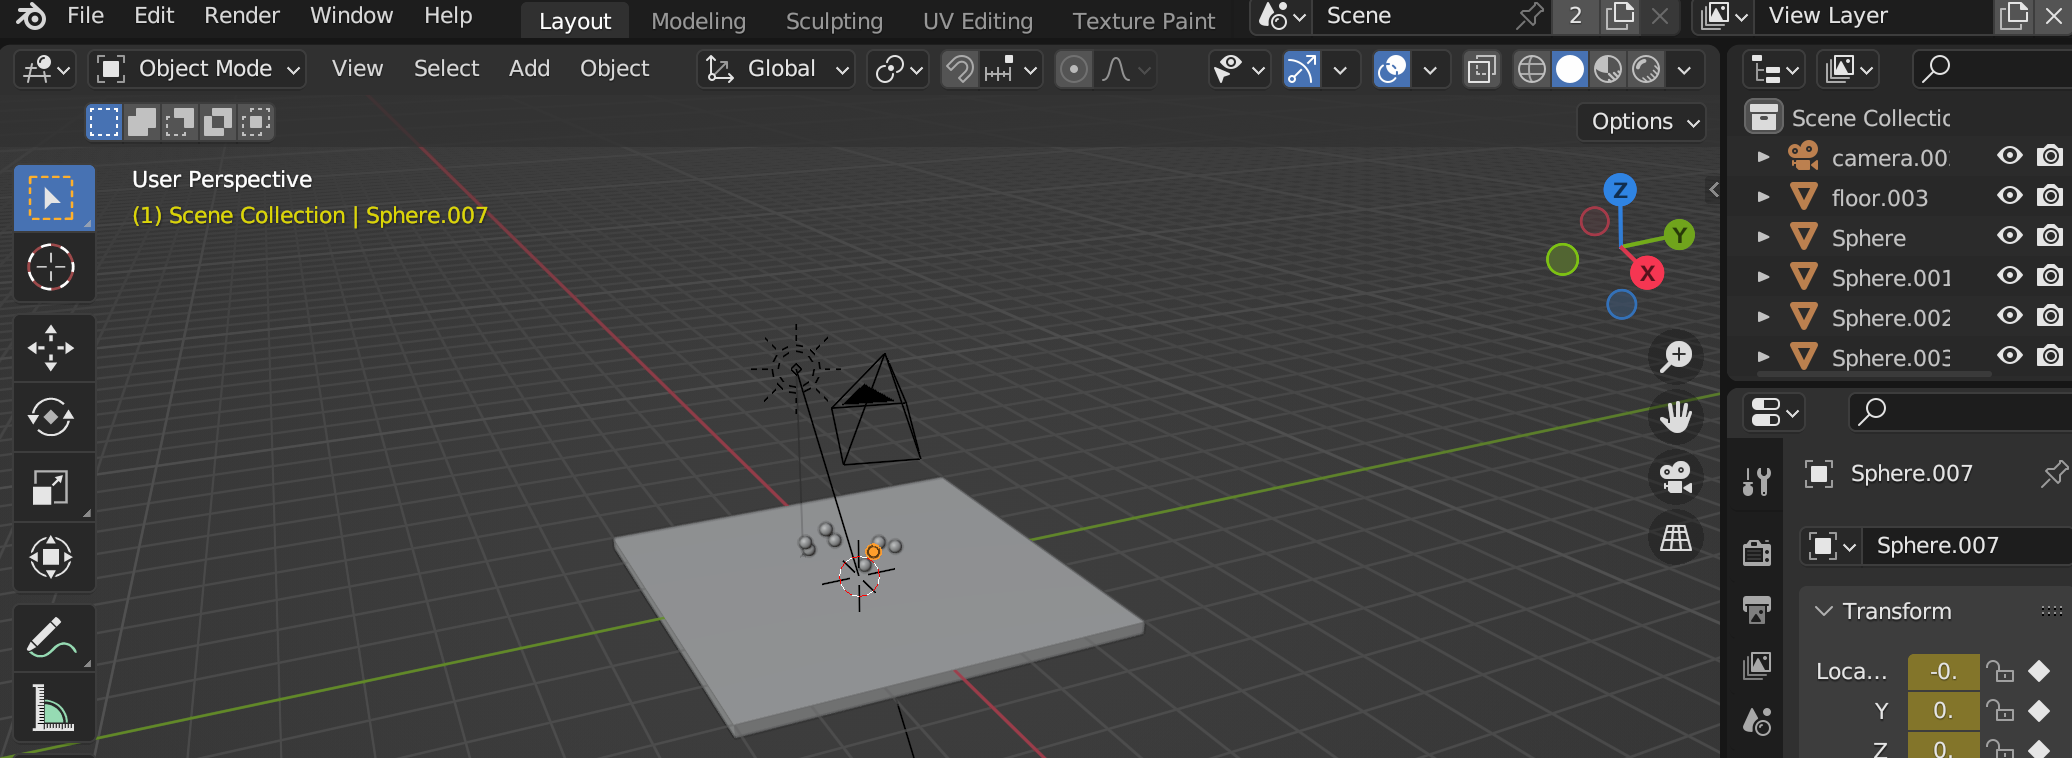 File Edit Render Window Help Layout Modeling Sculpting UV Editing Texture Paint Scene 2 View Layer
Object Mode View Select Add Object Global
Options
User Perspective
(1) Scene Collection | Sphere.007
Z
Y
X
Scene Collectic
camera.00
floor.003
Sphere
Sphere.001
Sphere.002
Sphere.003
Sphere.007
Sphere.007
Transform
Loca... -0.
Y 0.
Z 0.